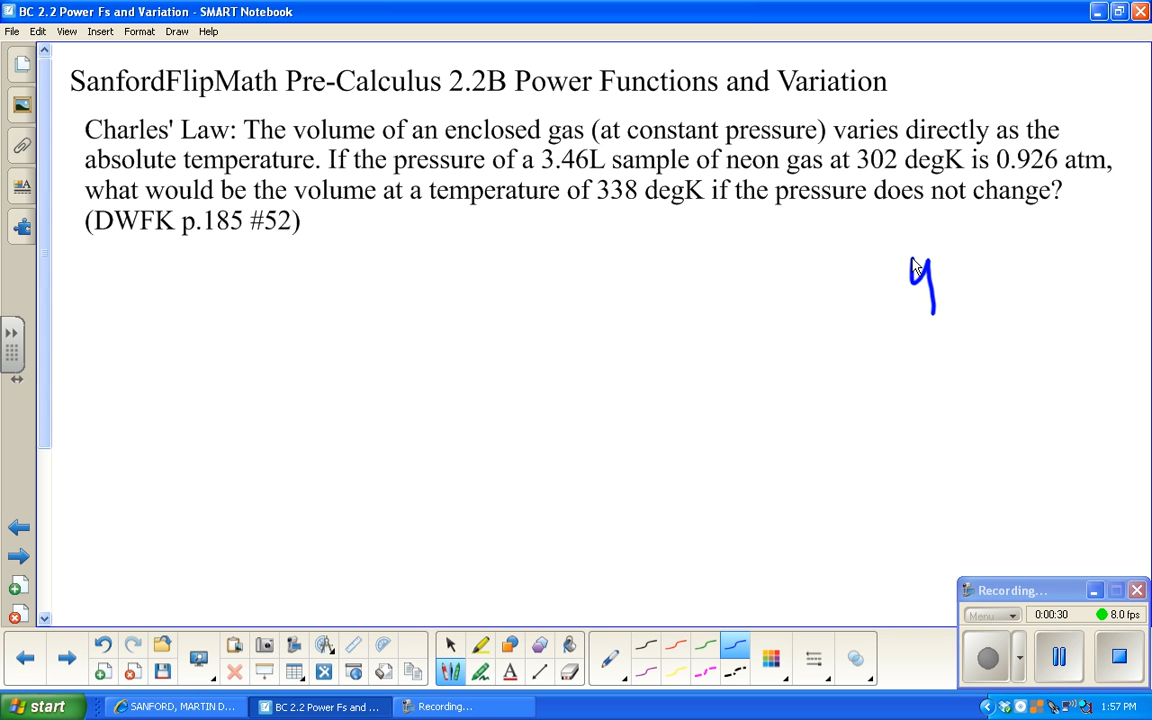 BC 2.2 Power Fs and Variation - SMART Notebook
File Edit View Insert Format Draw Help
SanfordFlipMath Pre-Calculus 2.2B Power Functions and Variation
Charles' Law: The volume of an enclosed gas (at constant pressure) varies directly as the
absolute temperature. If the pressure of a 3.46L sample of neon gas at 302 degK is 0.926 atm,
what would be the volume at a temperature of 338 degK if the pressure does not change?
(DWFK p.185 #52)
y
Recording...
Menu 0:00:30 8.0 fps
start SANFORD, MARTIN D... BC 2.2 Power Fs and ... Recording... 1:57 PM